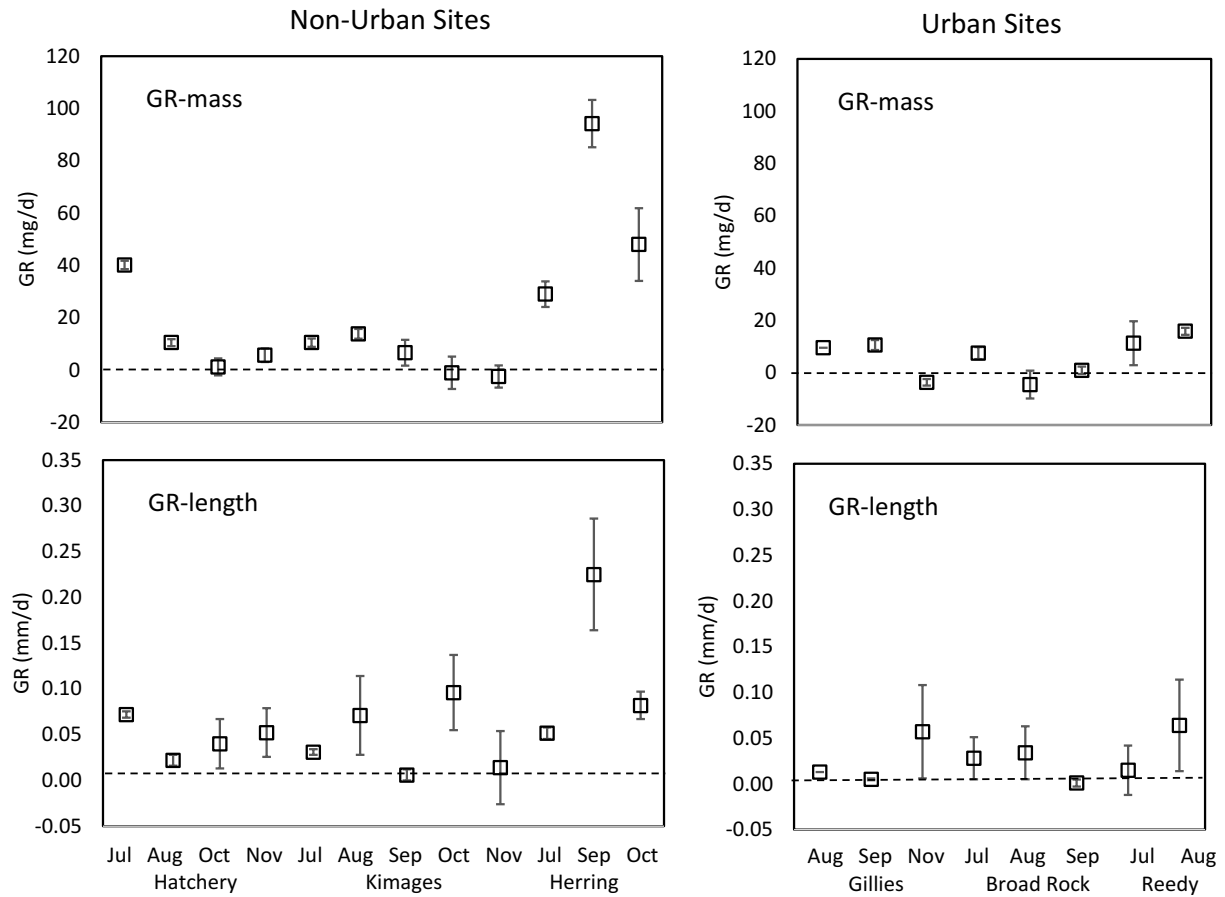 Non-Urban Sites
Urban Sites
GR-mass
GR (mg/d)
120
100
80
60
40
20
0
-20
GR-mass
GR (mg/d)
120
100
80
60
40
20
0
-20
GR-length
GR (mm/d)
0.35
0.30
0.25
0.20
0.15
0.10
0.05
0.00
-0.05
Jul Aug Oct Nov Jul Aug Sep Oct Nov Jul Sep Oct
Hatchery Kimages Herring
GR-length
GR (mm/d)
0.35
0.30
0.25
0.20
0.15
0.10
0.05
0.00
-0.05
Aug Sep Nov Jul Aug Sep Jul Aug
Gillies Broad Rock Reedy